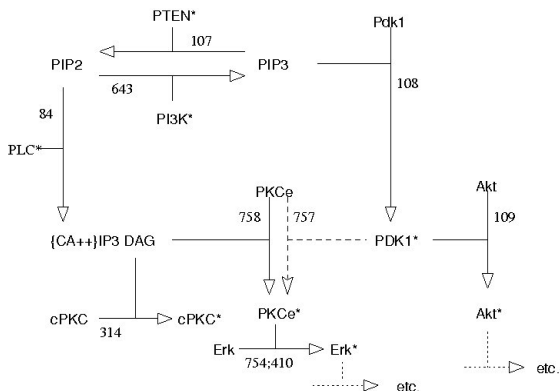 PTEN*
Pdk1
107
PIP2
PIP3
643
108
84
PI3K*
PLC*
PKCe
Akt
758
757
109
{CA++}IP3 DAG
PDK1*
cPKC
cPKC*
PKCe*
Akt*
314
Erk
Erk*
754;410
etc.
etc